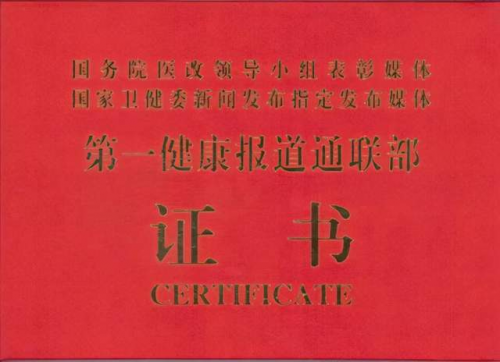 国务院医改领导小组表彰媒体
国家卫健委新闻发布指定发布媒体
第一健康报道通联部
证书
CERTIFICATE